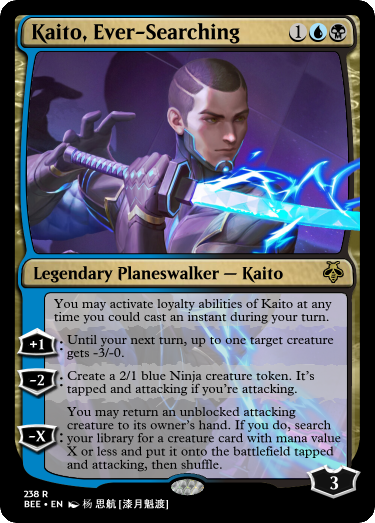 Kaito, Ever-Searching 1
Legendary Planeswalker — Kaito
You may activate loyalty abilities of Kaito at any
time you could cast an instant during your turn.
+1: Until your next turn, up to one target creature
gets -3/-0.
-2: Create a 2/1 blue Ninja creature token. It's
tapped and attacking if you're attacking.
-X: You may return an unblocked attacking
creature to its owner's hand. If you do, search
your library for a creature card with mana value
X or less and put it onto the battlefield tapped
and attacking, then shuffle.
3
238 R
BEE • EN 杨 思航 [漆月魁渡]